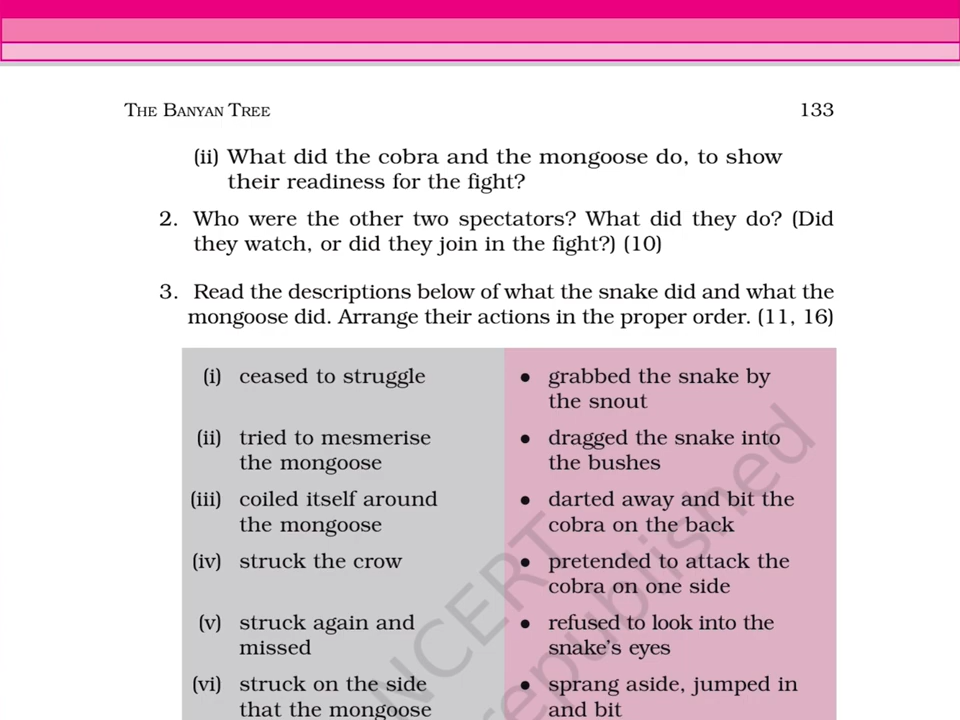 THE BANYAN TREE 133
(ii) What did the cobra and the mongoose do, to show
their readiness for the fight?
2. Who were the other two spectators? What did they do? (Did
they watch, or did they join in the fight?) (10)
3. Read the descriptions below of what the snake did and what the
mongoose did. Arrange their actions in the proper order. (11, 16)
(i) ceased to struggle
• grabbed the snake by
the snout
(ii) tried to mesmerise
the mongoose
• dragged the snake into
the bushes
(iii) coiled itself around
the mongoose
• darted away and bit the
cobra on the back
(iv) struck the crow
• pretended to attack the
cobra on one side
(v) struck again and
missed
• refused to look into the
snake's eyes
(vi) struck on the side
that the mongoose
• sprang aside, jumped in
and bit
NCERT
republished